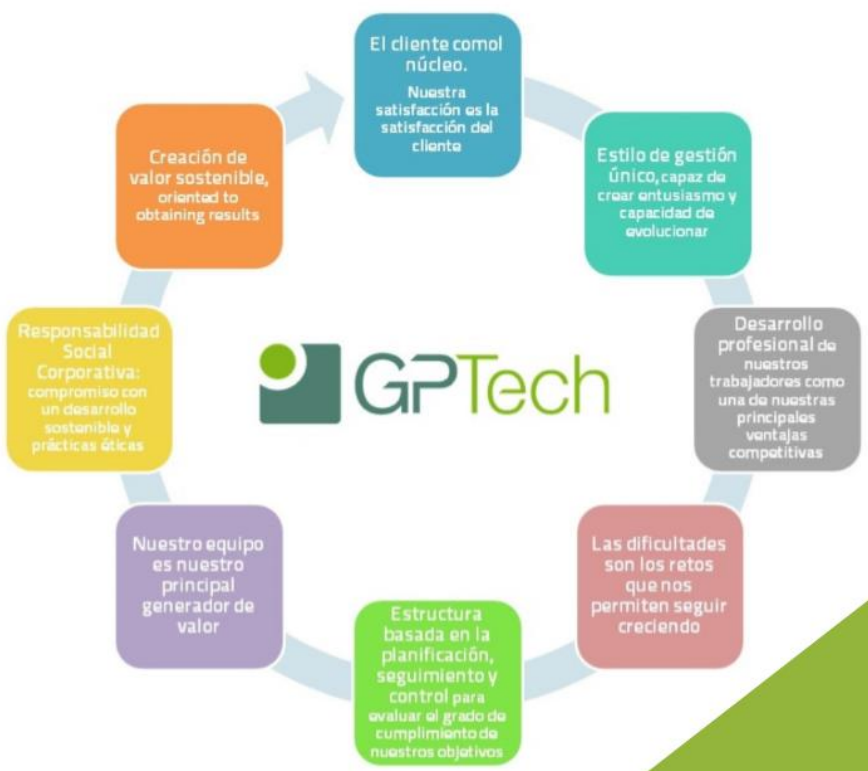 El cliente comol
núcleo.
Nuestra
satisfacción es la
satisfacción del
cliente
Estilo de gestión
único, capaz de
crear entusiasmo y
capacidad de
evolucionar
Desarrollo
profesional de
nuestros
trabajadores como
una de nuestras
principales
ventajas
competitivas
Las dificultades
son los retos
que nos
permiten seguir
creciendo
Estructura
basada en la
planificación,
seguimiento y
control para
evaluar el grado de
cumplimiento de
nuestros objetivos
Nuestro equipo
es nuestro
principal
generador de
valor
Responsabilidad
Social
Corporativa:
compromiso con
un desarrollo
sostenible y
prácticas éticas
Creación de
valor sostenible,
oriented to
obtaining results
GPTech